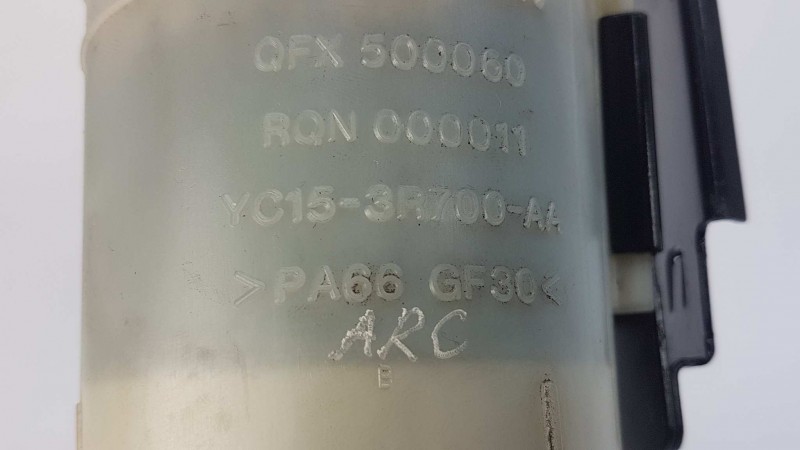 QFX 500060
RQN 000011
YC15-3R700-AA
>PA66 GF30<
ARC
B